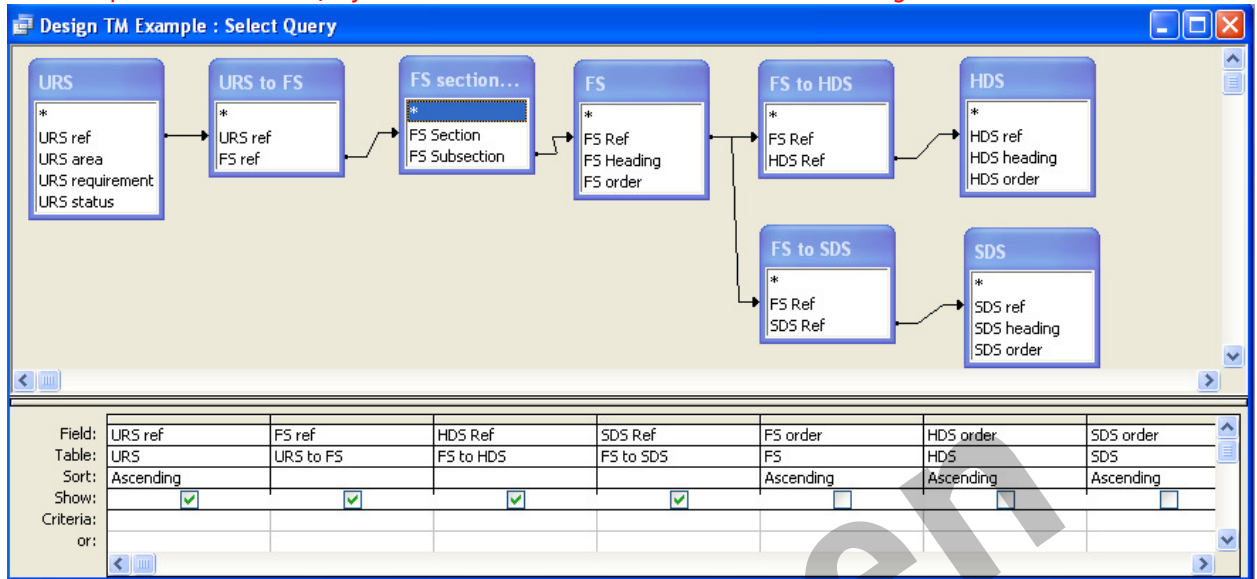 Design TM Example : Select Query
URS
*
URS ref
URS area
URS requirement
URS status
URS to FS
*
URS ref
FS ref
FS section...
*
FS Section
FS Subsection
FS
*
FS Ref
FS Heading
FS order
FS to HDS
*
FS Ref
HDS Ref
HDS
*
HDS ref
HDS heading
HDS order
FS to SDS
*
FS Ref
SDS Ref
SDS
*
SDS ref
SDS heading
SDS order
Field: URS ref FS ref HDS Ref SDS Ref FS order HDS order SDS order
Table: URS URS to FS FS to HDS FS to SDS FS HDS SDS
Sort: Ascending Ascending Ascending Ascending
Show:
Criteria:
or: